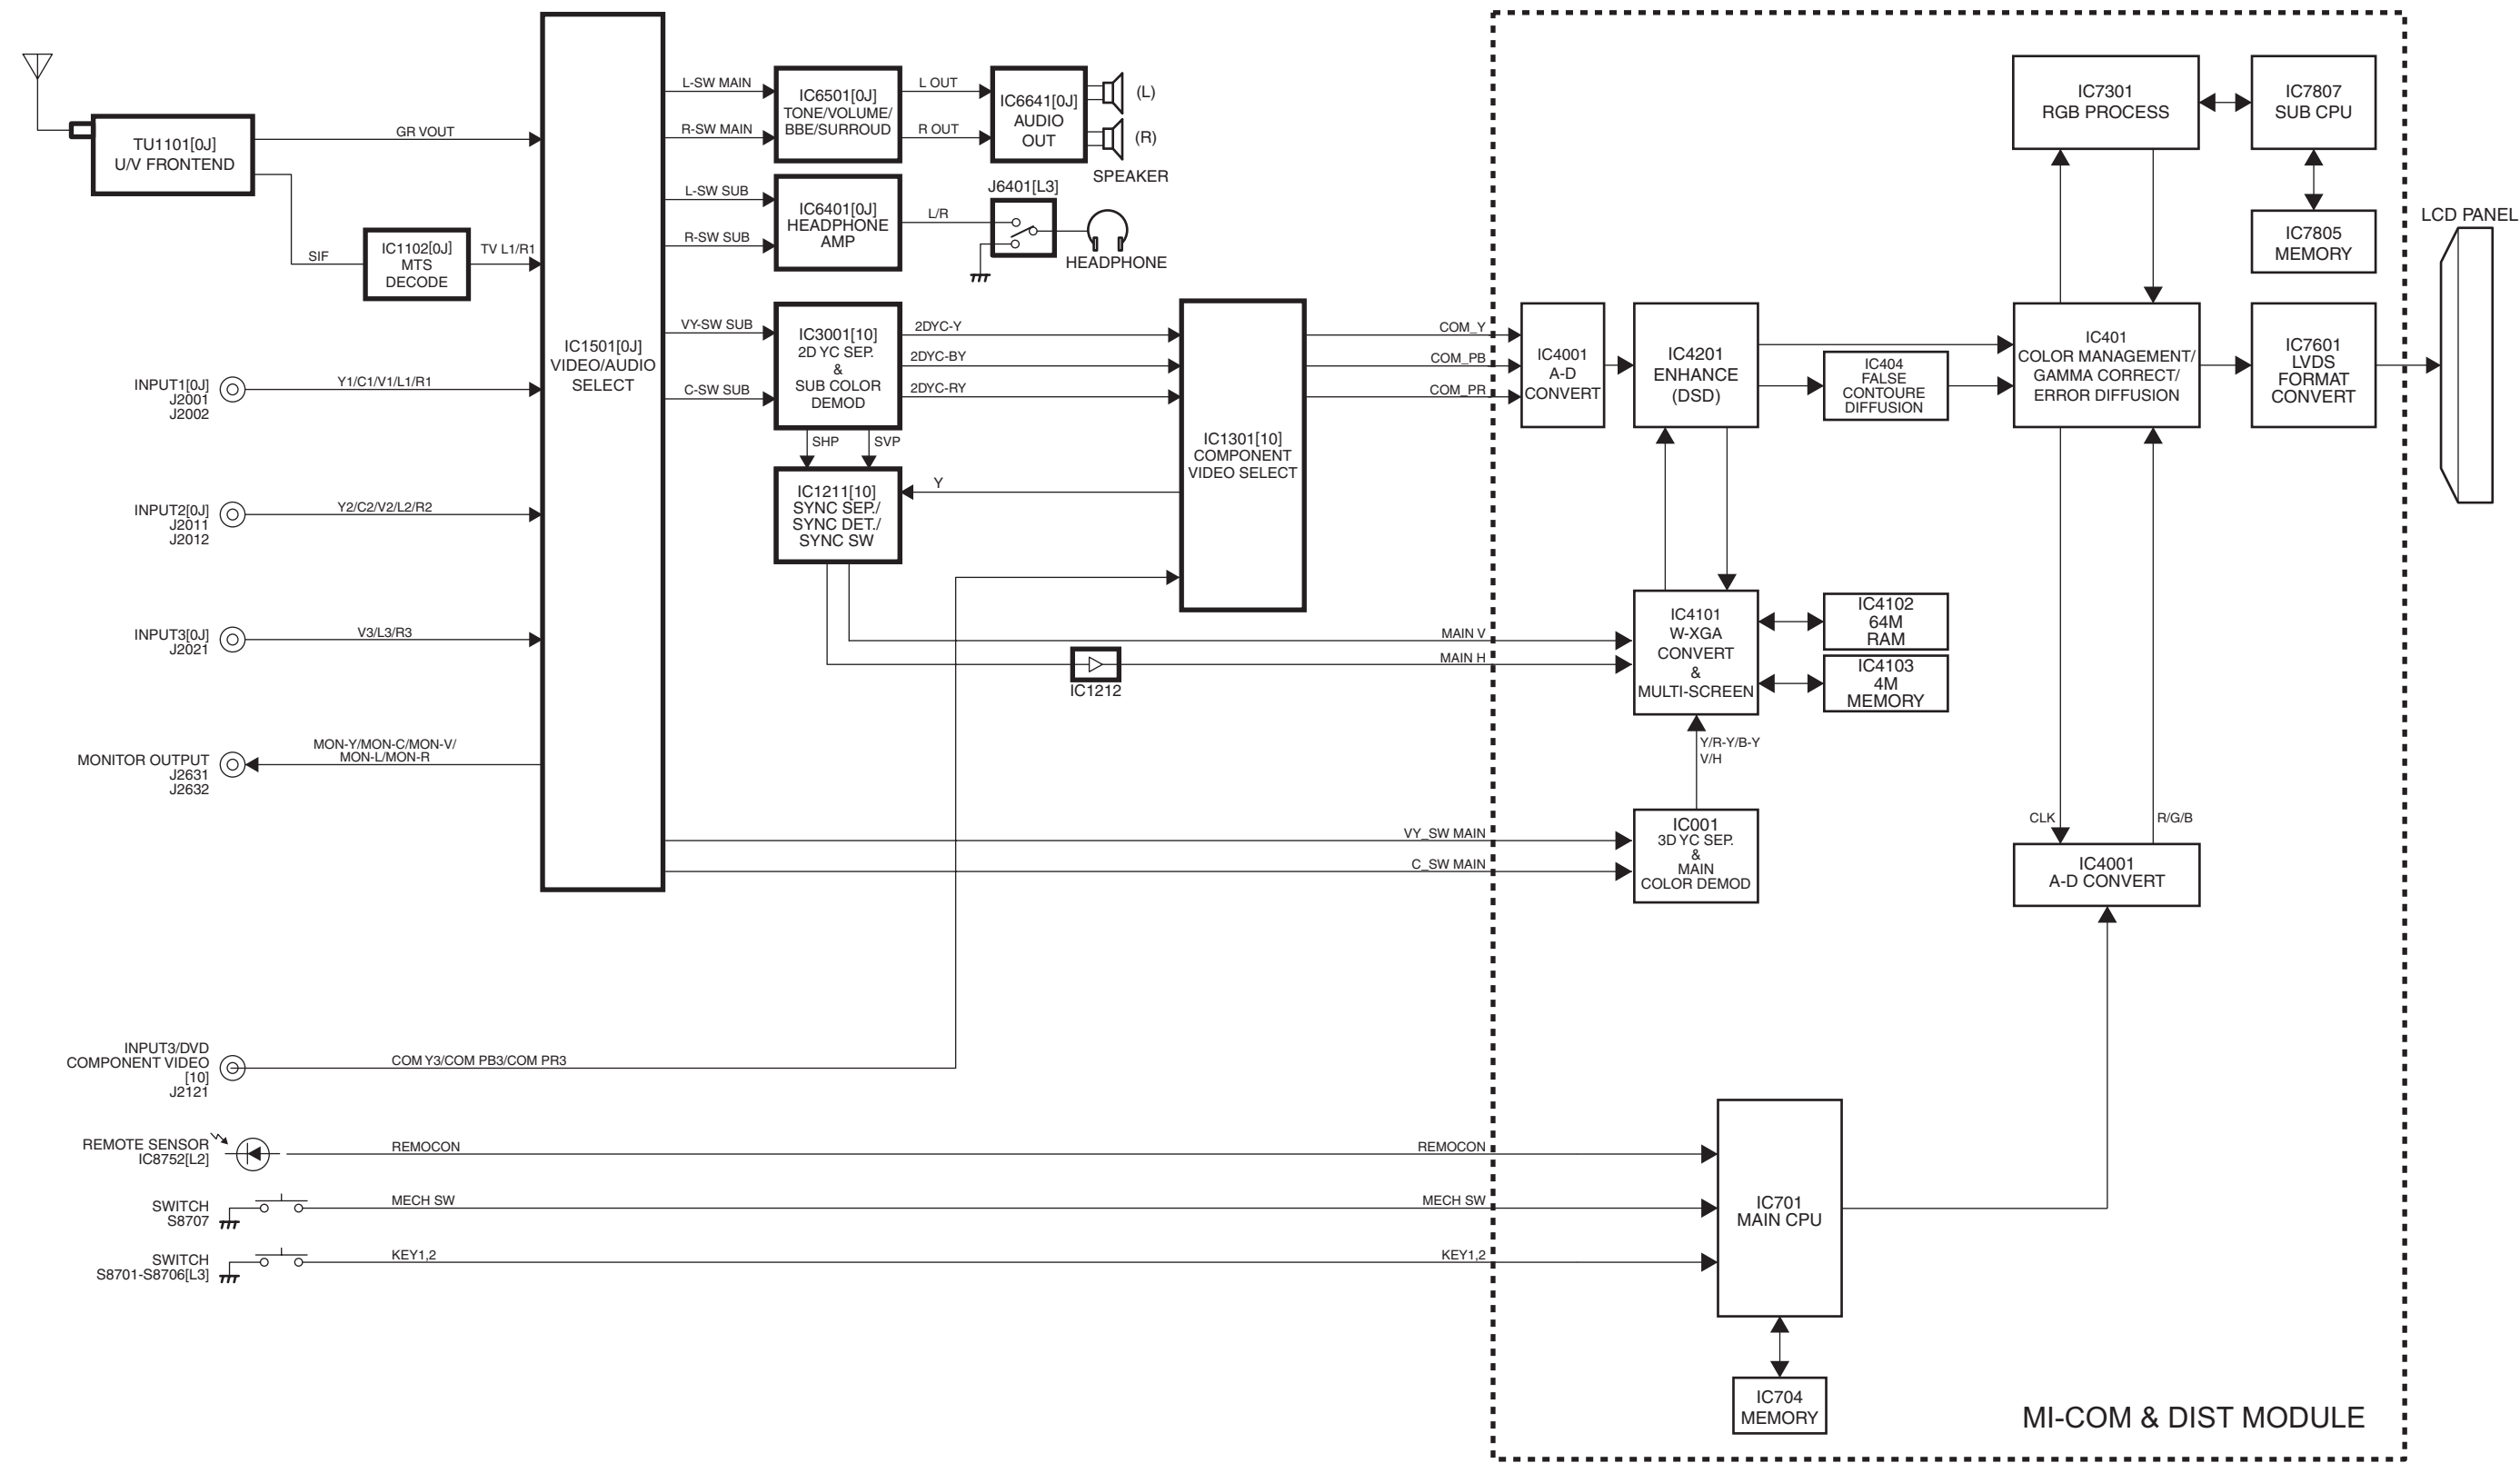 TU1101[0J]
U/V FRONTEND
GR VOUT
SIF
IC1102[0J]
MTS
DECODE
TV L1/R1
INPUT1[0J]
J2001
J2002
Y1/C1/V1/L1/R1
INPUT2[0J]
J2011
J2012
Y2/C2/V2/L2/R2
INPUT3[0J]
J2021
V3/L3/R3
MONITOR OUTPUT
J2631
J2632
MON-Y/MON-C/MON-V/
MON-L/MON-R
IC1501[0J]
VIDEO/AUDIO
SELECT
L-SW MAIN
R-SW MAIN
IC6501[0J]
TONE/VOLUME/
BBE/SURROUD
L OUT
R OUT
IC6641[0J]
AUDIO
OUT
(L)
(R)
SPEAKER
L-SW SUB
R-SW SUB
IC6401[0J]
HEADPHONE
AMP
L/R
J6401[L3]
HEADPHONE
VY-SW SUB
C-SW SUB
IC3001[10]
2D YC SEP.
&
SUB COLOR
DEMOD
2DYC-Y
2DYC-BY
2DYC-RY
SHP
SVP
IC1211[10]
SYNC SEP./
SYNC DET./
SYNC SW
Y
IC1301[10]
COMPONENT
VIDEO SELECT
COM_Y
COM_PB
COM_PR
MAIN V
MAIN H
IC1212
VY_SW MAIN
C_SW MAIN
INPUT3/DVD
COMPONENT VIDEO
[10]
J2121
COM Y3/COM PB3/COM PR3
REMOTE SENSOR
IC8752[L2]
REMOCON
REMOCON
SWITCH
S8707
MECH SW
MECH SW
SWITCH
S8701-S8706[L3]
KEY1,2
KEY1,2
IC7301
RGB PROCESS
IC7807
SUB CPU
IC7805
MEMORY
LCD PANEL
IC4001
A-D
CONVERT
IC4201
ENHANCE
(DSD)
IC404
FALSE
CONTOURE
DIFFUSION
IC401
COLOR MANAGEMENT/
GAMMA CORRECT/
ERROR DIFFUSION
IC7601
LVDS
FORMAT
CONVERT
IC4101
W-XGA
CONVERT
&
MULTI-SCREEN
IC4102
64M
RAM
IC4103
4M
MEMORY
Y/R-Y/B-Y
V/H
IC001
3D YC SEP.
&
MAIN
COLOR DEMOD
CLK
R/G/B
IC4001
A-D CONVERT
IC701
MAIN CPU
IC704
MEMORY
MI-COM & DIST MODULE